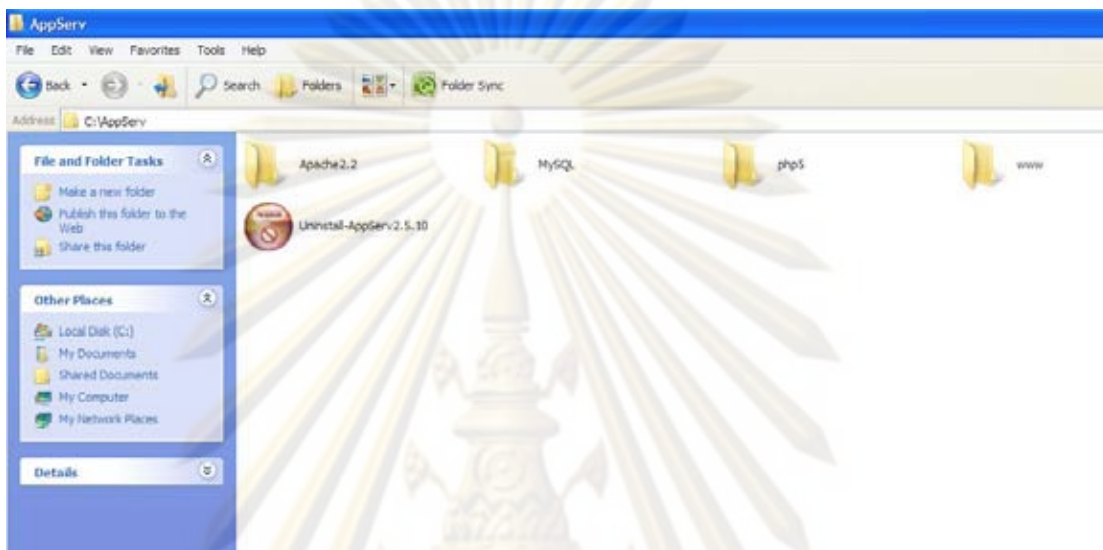 AppServ
File Edit View Favorites Tools Help
Back Search Folders Folder Sync
Address C:\AppServ
File and Folder Tasks
Make a new folder
Publish this folder to the
Web
Share this folder
Other Places
Local Disk (C:)
My Documents
Shared Documents
My Computer
My Network Places
Details
Apache2.2 MySQL php5 www
Uninstall-AppServ2.5.10